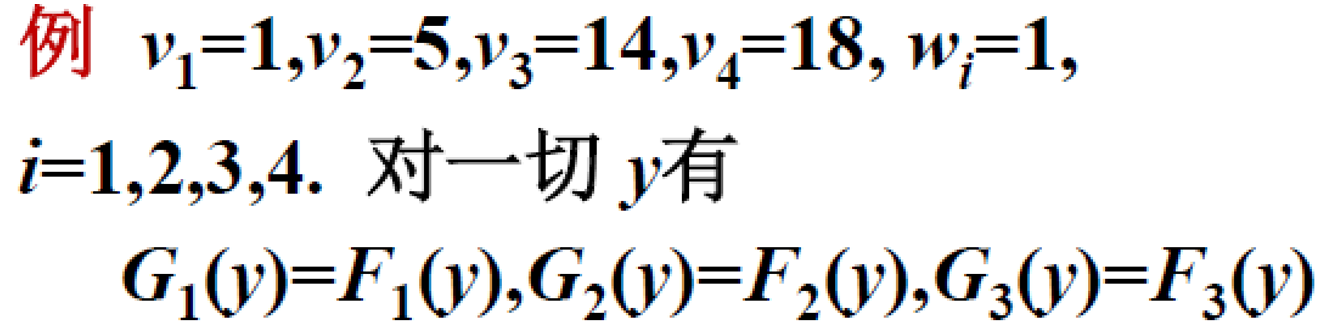 例 v₁=1,v₂=5,v₃=14,v₄=18, wᵢ=1,
i=1,2,3,4. 对一切 y有
G₁(y)=F₁(y),G₂(y)=F₂(y),G₃(y)=F₃(y)